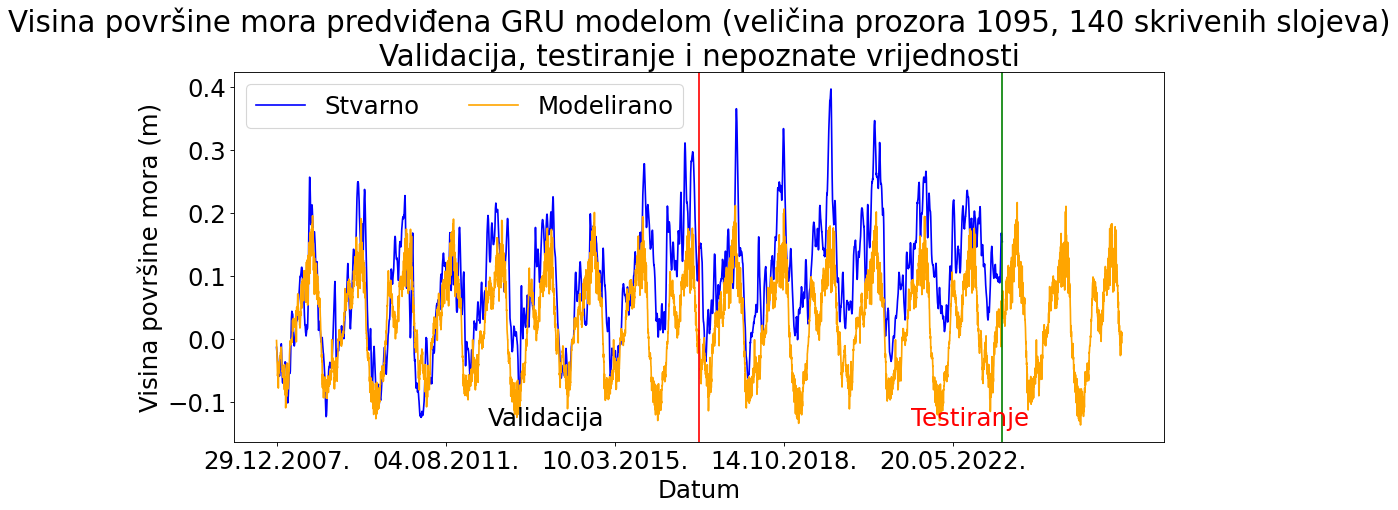 Visina površine mora predviđena GRU modelom (veličina prozora 1095, 140 skrivenih slojeva)
Validacija, testiranje i nepoznate vrijednosti
Stvarno
Modelirano
Visina površine mora (m)
0.4
0.3
0.2
0.1
0.0
−0.1
Validacija
Testiranje
29.12.2007.
04.08.2011.
10.03.2015.
14.10.2018.
20.05.2022.
Datum